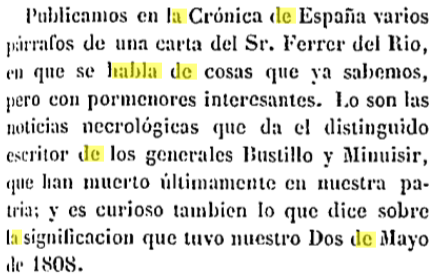 Publicamos en la Crónica de España varios
párrafos de una carta del Sr. Ferrer del Rio,
en que se habla de cosas que ya sabemos,
pero con pormenores interesantes. Lo son las
noticias necrológicas que da el distinguido
escritor de los generales Bustillo y Minuisir,
que han muerto últimamente en nuestra pa-
tria; y es curioso tambien lo que dice sobre
la significacion que tuvo nuestro Dos de Mayo
de 1808.